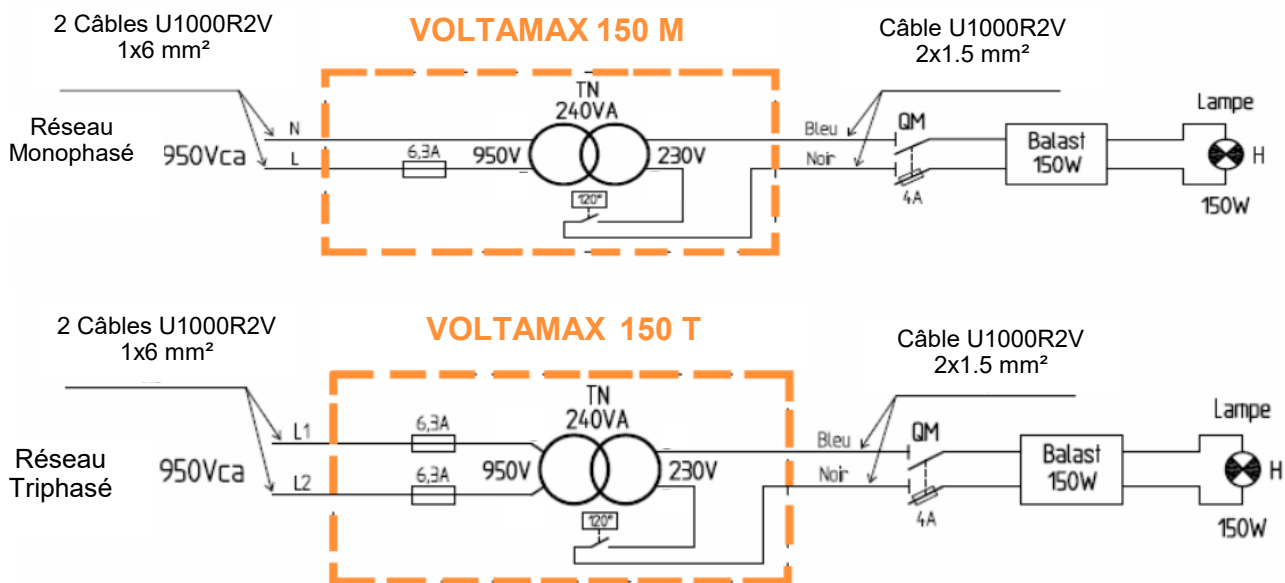 2 Câbles U1000R2V
1x6 mm²
VOLTAMAX 150 M
Câble U1000R2V
2x1.5 mm²
TN
240VA
Lampe
Réseau
Monophasé
950Vca
N
L
6,3A
950V
230V
120°
Bleu
Noir
QM
4A
Balast
150W
H
150W
2 Câbles U1000R2V
1x6 mm²
VOLTAMAX 150 T
Câble U1000R2V
2x1.5 mm²
TN
240VA
Lampe
Réseau
Triphasé
950Vca
L1
L2
6,3A
6,3A
950V
230V
120°
Bleu
Noir
QM
4A
Balast
150W
H
150W